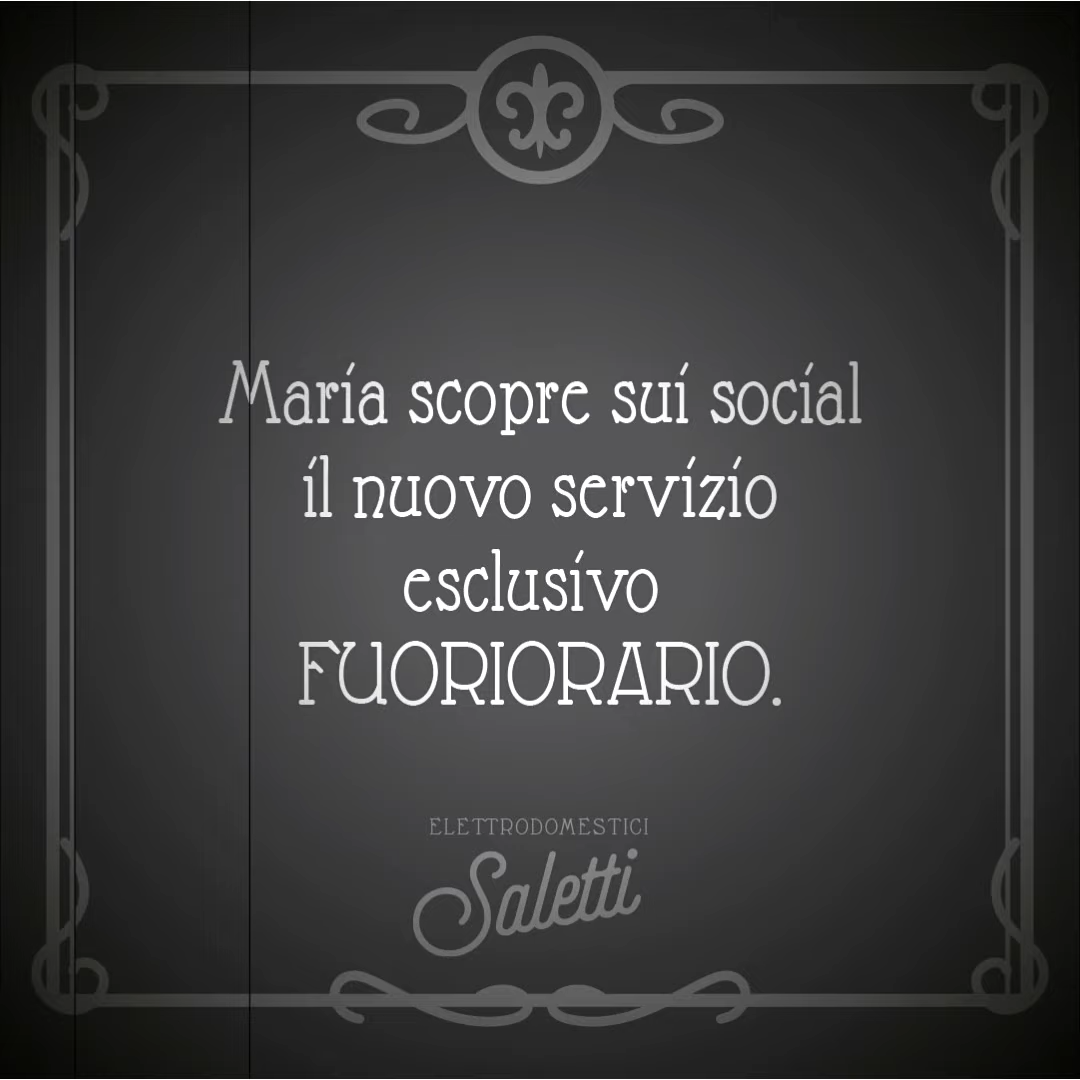 Maria scopre sui social
il nuovo servizio
esclusivo
FUORIORARIO.
ELETTRODOMESTICI
Saletti